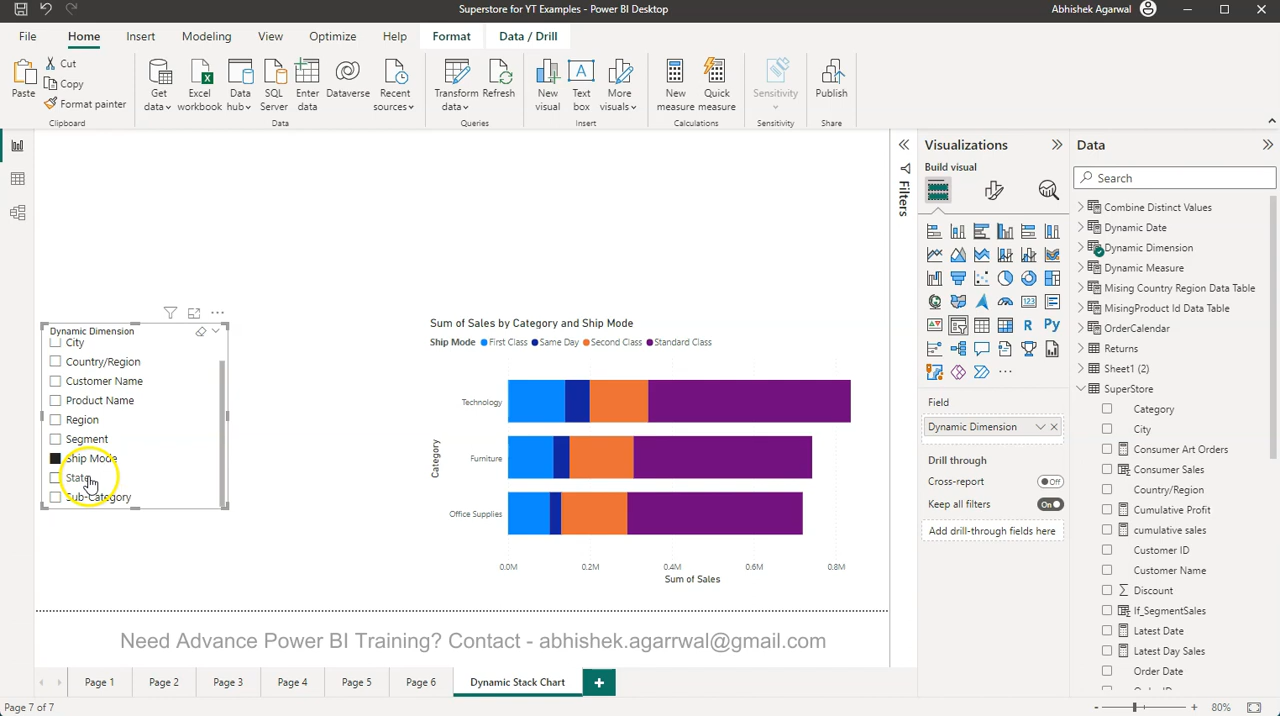 Superstore for YT Examples - Power BI Desktop
Abhishek Agarwal
File Home Insert Modeling View Optimize Help Format Data / Drill
Paste
Cut
Copy
Format painter
Clipboard
Get data
Excel workbook
Data hub
SQL Server
Enter data
Dataverse
Recent sources
Data
Transform data
Refresh
Queries
New visual
Text box
More visuals
Insert
New measure
Quick measure
Calculations
Sensitivity
Sensitivity
Publish
Share
Dynamic Dimension
City
Country/Region
Customer Name
Product Name
Region
Segment
Ship Mode
State
Sub-Category
Sum of Sales by Category and Ship Mode
Ship Mode First Class Same Day Second Class Standard Class
Category
Technology
Furniture
Office Supplies
0.0M 0.2M 0.4M 0.6M 0.8M
Sum of Sales
Need Advance Power BI Training? Contact - abhishek.agarrwal@gmail.com
Filters
Visualizations
Build visual
R Py
123
Field
Dynamic Dimension
Drill through
Cross-report Off
Keep all filters On
Add drill-through fields here
Data
Search
Combine Distinct Values
Dynamic Date
Dynamic Dimension
Dynamic Measure
Mising Country Region Data Table
MisingProduct Id Data Table
OrderCalendar
Returns
Sheet1 (2)
SuperStore
Category
City
Consumer Art Orders
Consumer Sales
Country/Region
Cumulative Profit
cumulative sales
Customer ID
Customer Name
Discount
If_SegmentSales
Latest Date
Latest Day Sales
Order Date
Page 1 Page 2 Page 3 Page 4 Page 5 Page 6 Dynamic Stack Chart
Page 7 of 7
80%